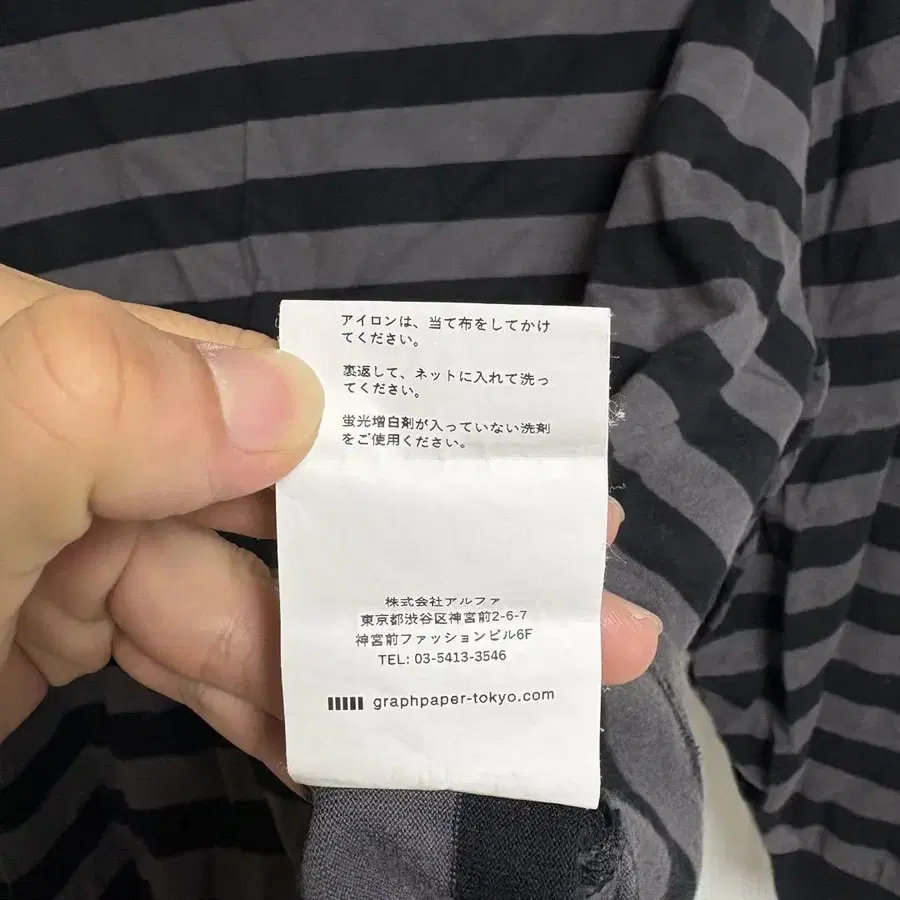 アイロンは、当て布をしてかけ
てください。
裏返して、ネットに入れて洗っ
てください。
蛍光増白剤が入っていない洗剤
をご使用ください。
株式会社アルファ
東京都渋谷区神宮前2-6-7
神宮前ファッションビル6F
TEL: 03-5413-3546
graphpaper-tokyo.com